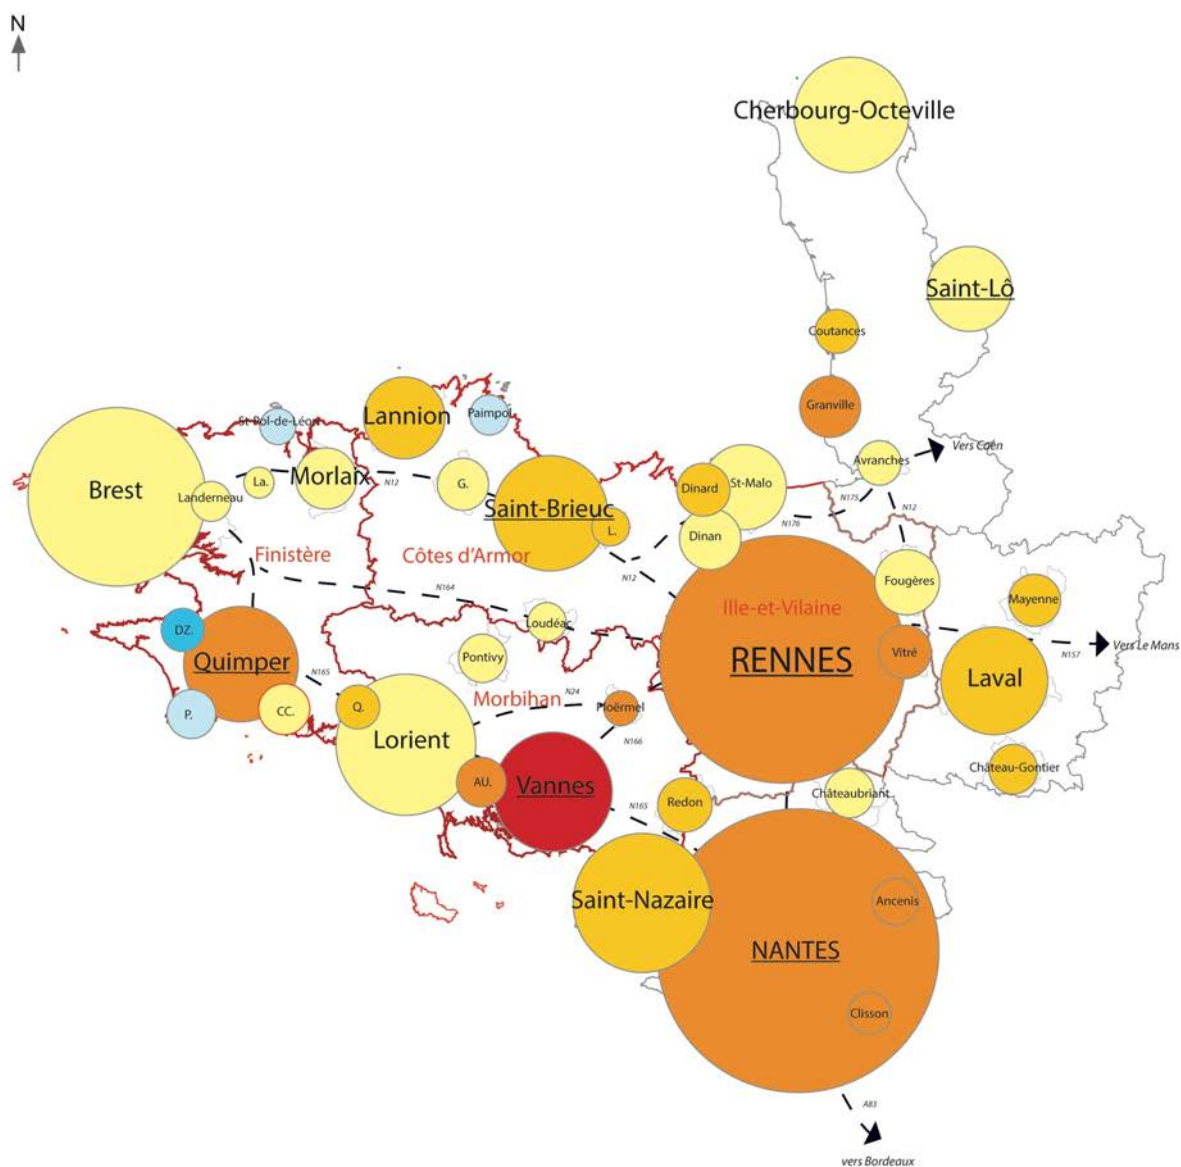 N
Cherbourg-Octeville
Saint-Lô
Coutances
Granville
Lannion
Paimpol
St-Pol-de-Léon
Vers Caen
Avranches
Morlaix
La.
N12
G.
Dinard
St-Malo
N175
Brest
Landerneau
Saint-Brieuc
L.
N176
N12
Dinan
Finistère
Côtes d'Armor
N12
Fougères
N164
Mayenne
Ille-et-Vilaine
Loudéac
DZ.
Quimper
Pontivy
RENNES
Vitré
N157
Vers Le Mans
N165
Laval
Morbihan
N24
P.
CC.
Q.
Ploërmel
Lorient
N166
Château-Gontier
AU.
Vannes
N165
Redon
Châteaubriant
Saint-Nazaire
Ancenis
NANTES
Clisson
A83
vers Bordeaux